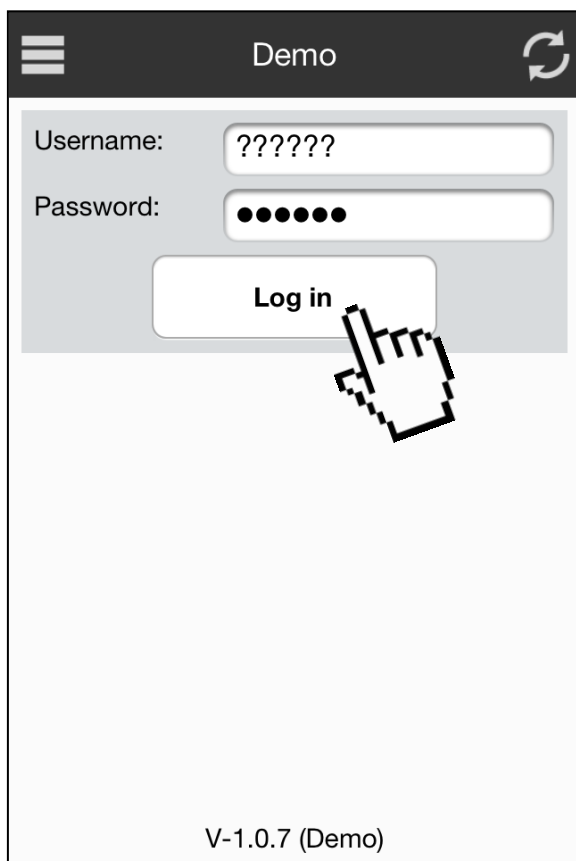 Demo
Username: ??????
Password: ●●●●●●
Log in
V-1.0.7 (Demo)